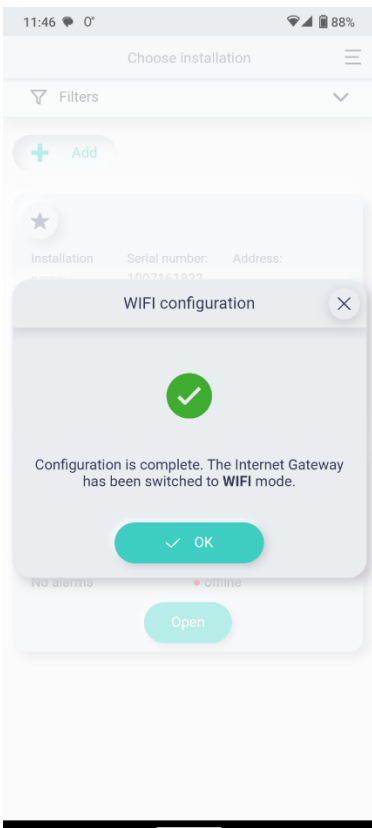 11:46 0°
88%
Choose installation
Filters
Add
Installation Serial number: Address:
1007161833
WIFI configuration
Configuration is complete. The Internet Gateway
has been switched to WIFI mode.
OK
No alarms offline
Open